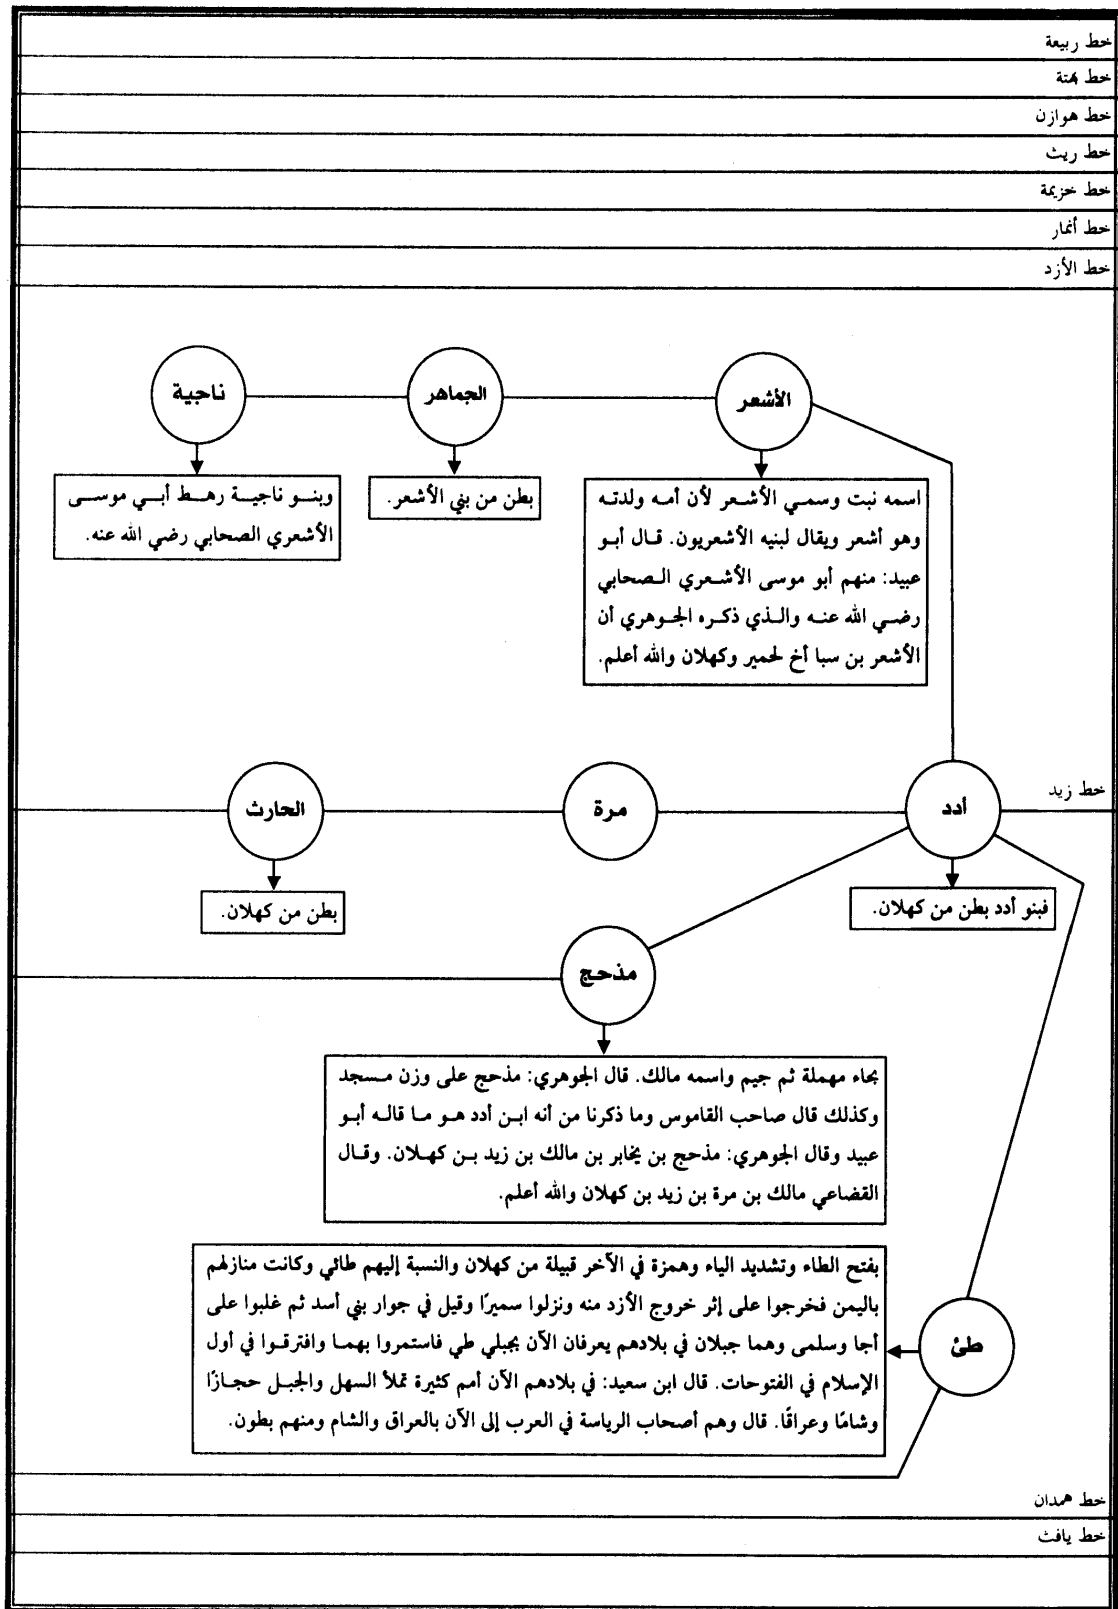 خط ربيعة
خط بهثة
خط هوازن
خط ريث
خط خزيمة
خط أنمار
خط الأزد
الأشعر
الجماهر
ناجية
اسمه نبت وسمي الأشعر لأن أمه ولدته
وهو أشعر ويقال لبنيه الأشعريون. قال أبو
عبيد: منهم أبو موسى الأشعري الصحابي
رضي الله عنه والذي ذكره الجوهري أن
الأشعر بن سبا أخ لحمير وكهلان والله أعلم.
بطن من بني الأشعر.
وبنو ناجية رهط أبي موسى
الأشعري الصحابي رضي الله عنه.
خط زيد
أدد
مرة
الحارث
فبنو أدد بطن من كهلان.
بطن من كهلان.
مذحج
بحاء مهملة ثم جيم واسمه مالك. قال الجوهري: مذحج على وزن مسجد
وكذلك قال صاحب القاموس وما ذكرنا من أنه ابن أدد هو ما قاله أبو
عبيد وقال الجوهري: مذحج بن يخابر بن مالك بن زيد بن كهلان. وقال
القضاعي مالك بن مرة بن زيد بن كهلان والله أعلم.
طئ
بفتح الطاء وتشديد الياء وهمزة في الآخر قبيلة من كهلان والنسبة إليهم طائي وكانت منازلهم
باليمن فخرجوا على إثر خروج الأزد منه ونزلوا سميرًا وقيل في جوار بني أسد ثم غلبوا على
أجا وسلمى وهما جبلان في بلادهم يعرفان الآن بجبلي طي فاستمروا بهما وافترقوا في أول
الإسلام في الفتوحات. قال ابن سعيد: في بلادهم الآن أمم كثيرة تملأ السهل والجبل حجازًا
وشامًا وعراقًا. قال وهم أصحاب الرياسة في العرب إلى الآن بالعراق والشام ومنهم بطون.
خط همدان
خط يافث